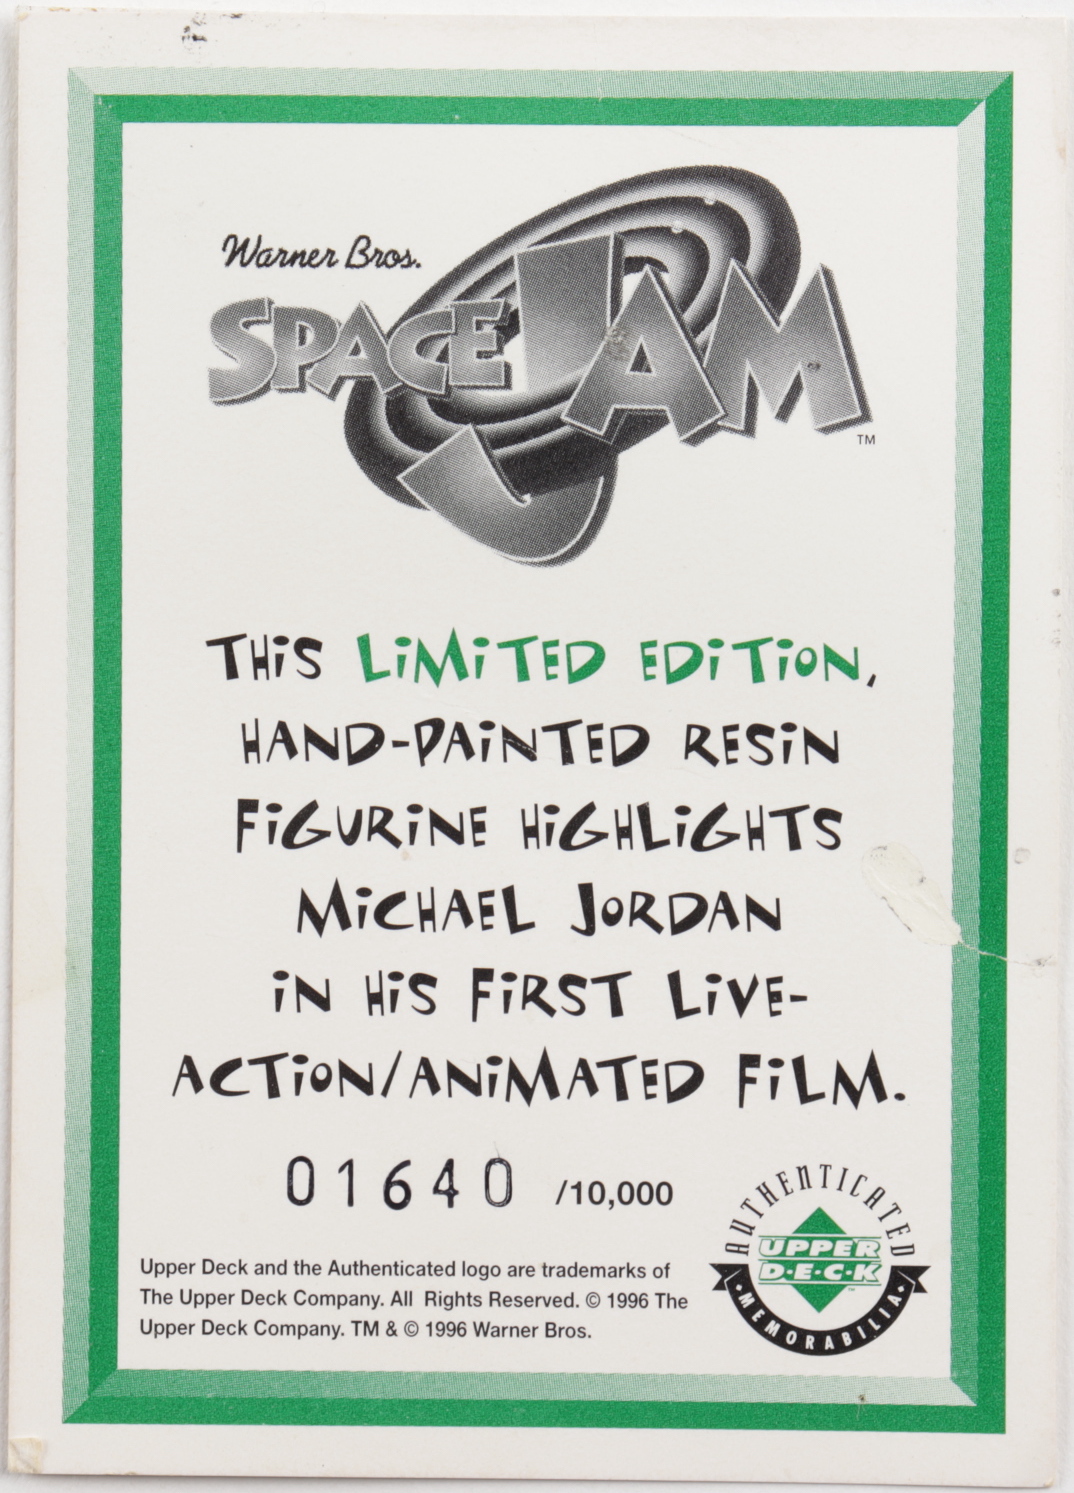 Warner Bros.
SPACE JAM
TM
THiS LiMiTED EDiTiON,
HAND-PAiNTED RESiN
FiGURiNE HiGHLiGHTS
MiCHAEL JORDAN
iN HiS FiRST LiVE-
ACTiON/ANiMATED FiLM.
01640 /10,000
AUTHENTICATED
UPPER
D·E·C·K
™
MEMORABILIA
Upper Deck and the Authenticated logo are trademarks of
The Upper Deck Company. All Rights Reserved. © 1996 The
Upper Deck Company. TM & © 1996 Warner Bros.